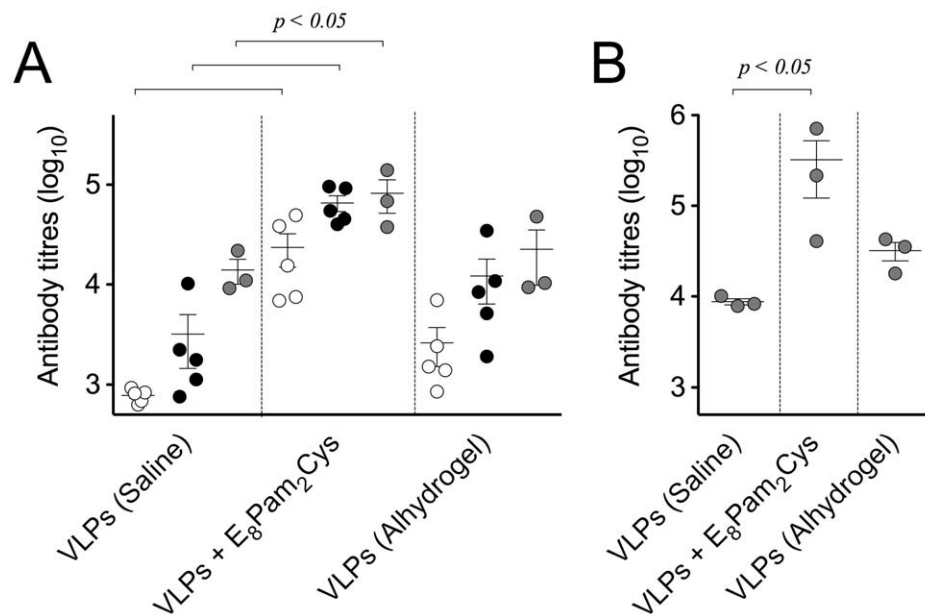 A
p < 0.05
Antibody titres (log₁₀)
5
4
3
VLPs (Saline)
VLPs + E₈Pam₂Cys
VLPs (Alhydrogel)
B
p < 0.05
Antibody titres (log₁₀)
6
5
4
3
VLPs (Saline)
VLPs + E₈Pam₂Cys
VLPs (Alhydrogel)